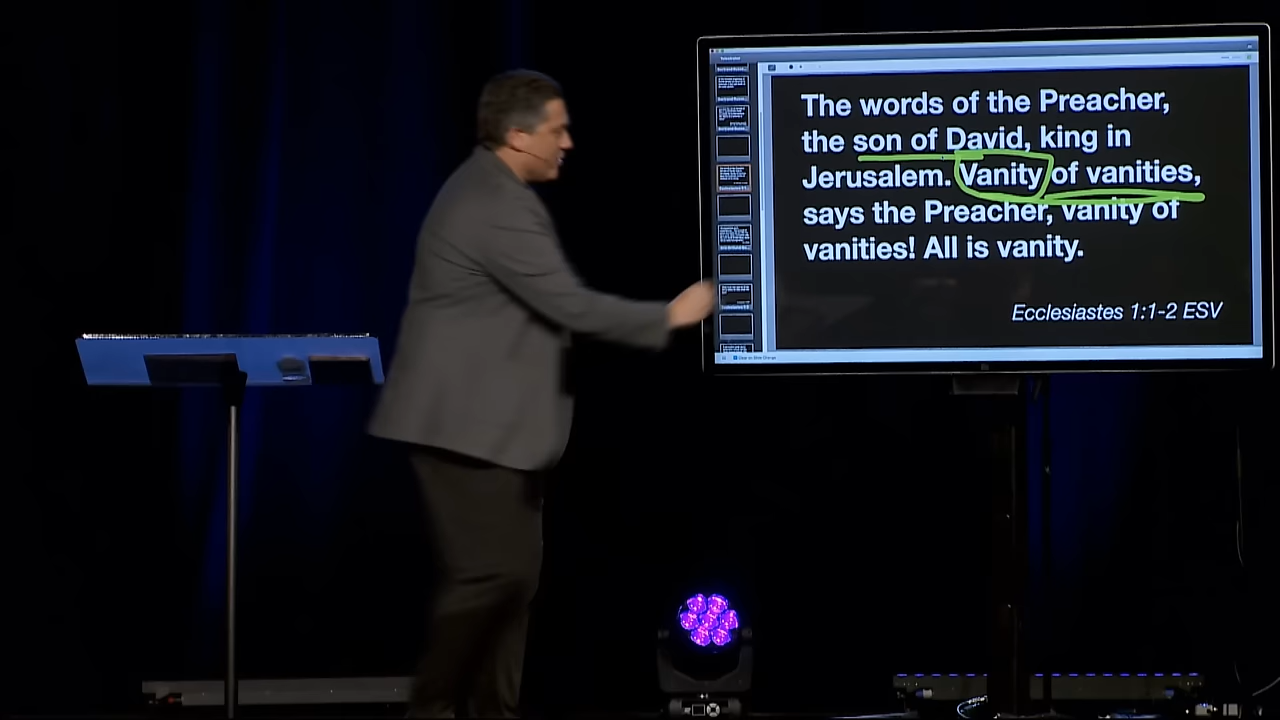 The words of the Preacher,
the son of David, king in
Jerusalem. Vanity of vanities,
says the Preacher, vanity of
vanities! All is vanity.
Ecclesiastes 1:1-2 ESV